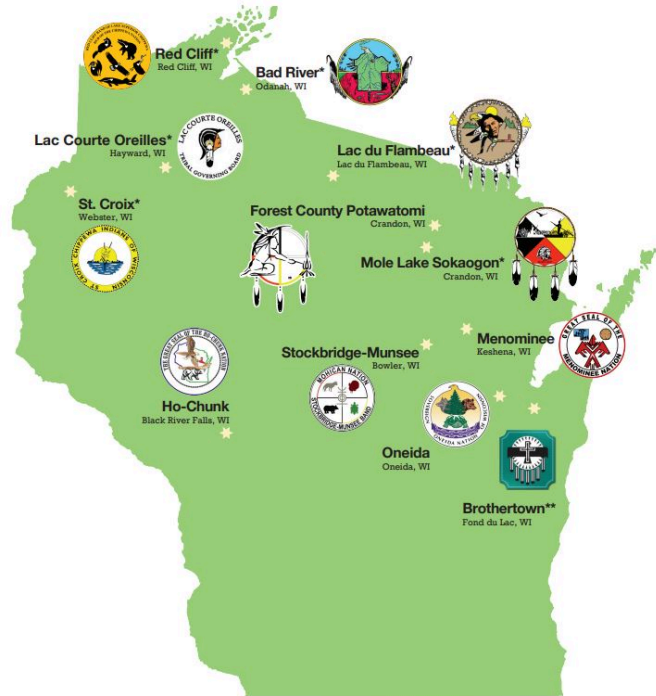 Red Cliff*
Red Cliff, WI
Bad River*
Odanah, WI
LAC COURTE OREILLES
TRIBAL GOVERNING BOARD
Lac Courte Oreilles*
Hayward, WI
Lac du Flambeau*
Lac du Flambeau, WI
St. Croix*
Webster, WI
ST. CROIX CHIPPEWA INDIANS OF WISCONSIN
Forest County Potawatomi
Crandon, WI
Mole Lake Sokaogon*
Crandon, WI
GREAT SEAL OF THE
MENOMINEE NATION
Menominee
Keshena, WI
Stockbridge-Munsee
Bowler, WI
MOHICAN NATION
STOCKBRIDGE-MUNSEE BAND
THE GREAT SEAL OF THE HO-CHUNK NATION
Ho-Chunk
Black River Falls, WI
ONEIDA NATION OF WISCONSIN
Oneida
Oneida, WI
Brothertown**
Fond du Lac, WI